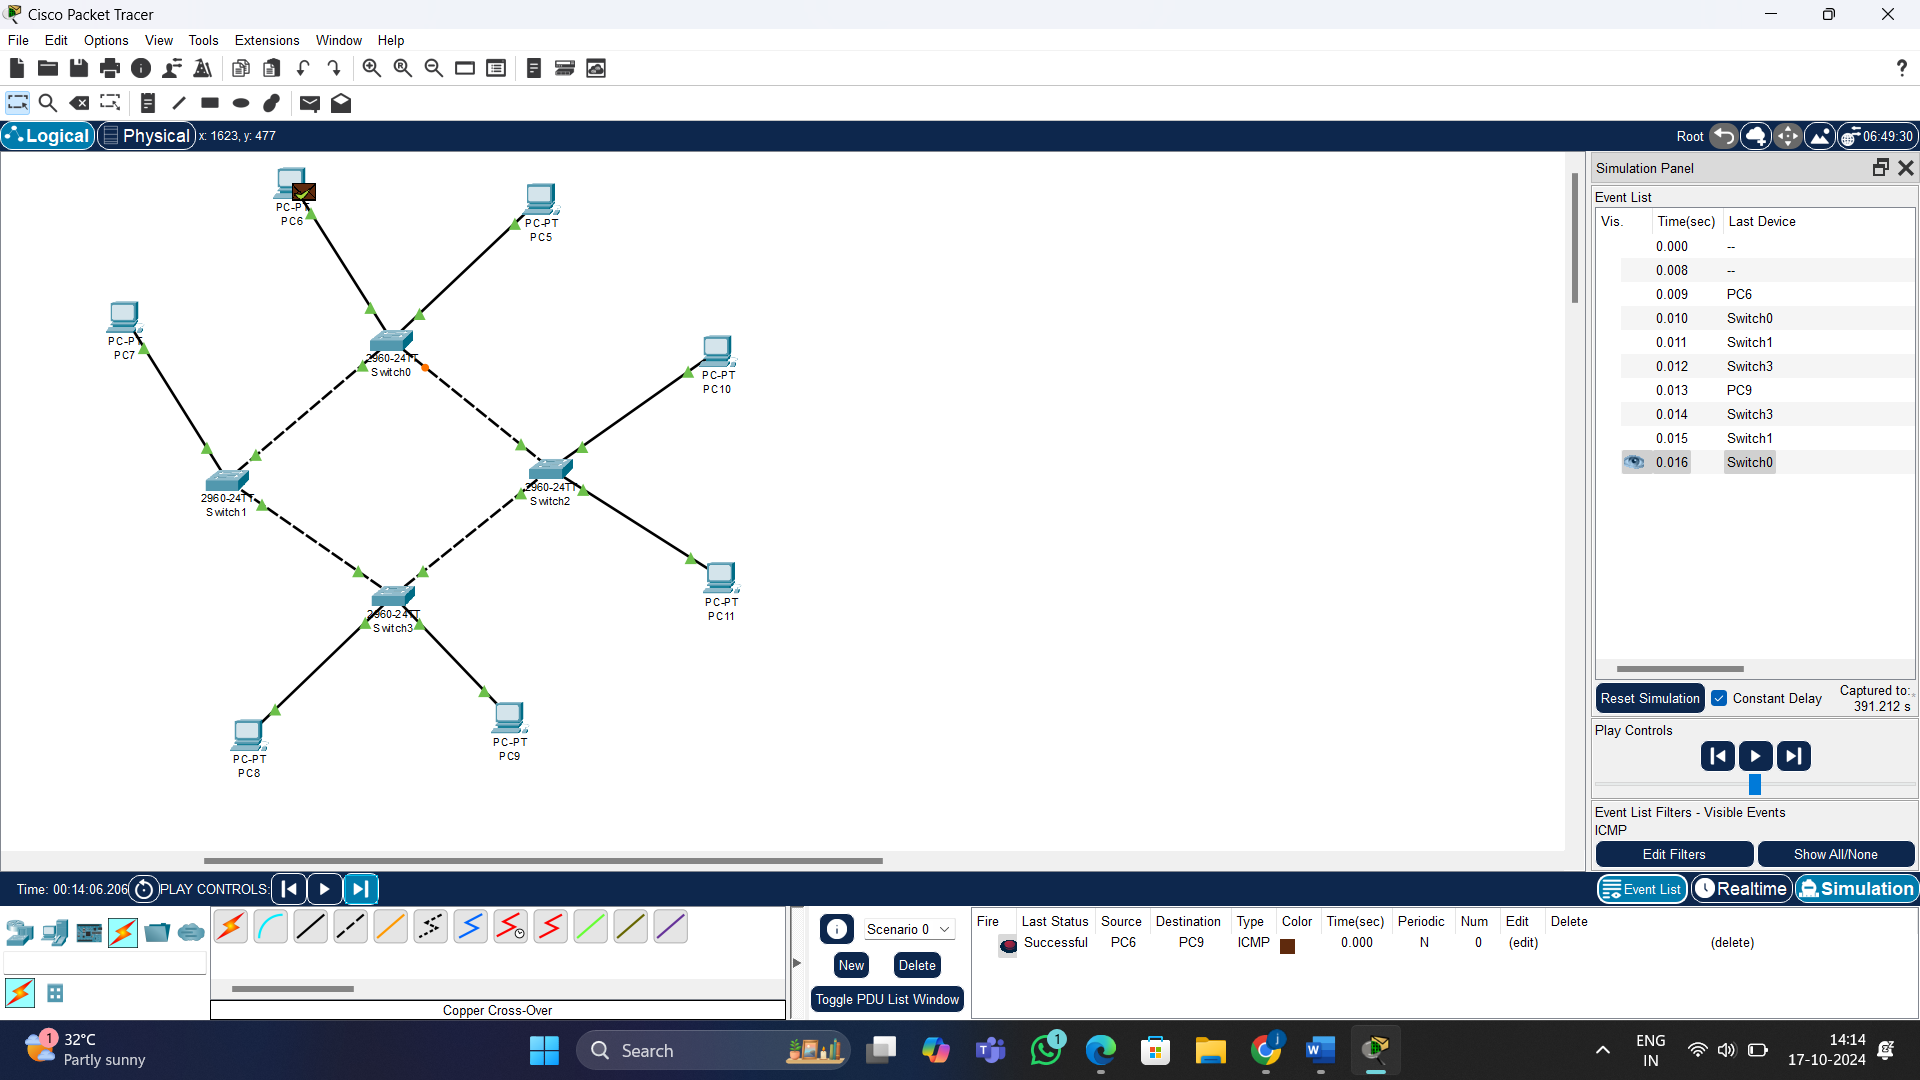 Cisco Packet Tracer
File Edit Options View Tools Extensions Window Help
Logical Physical x: 1623, y: 477 Root 06:49:30
PC-PT
PC6
PC-PT
PC5
PC-PT
PC7
2960-24TT
Switch0
PC-PT
PC10
2960-24TT
Switch1
2960-24TT
Switch2
PC-PT
PC11
2960-24TT
Switch3
PC-PT
PC8
PC-PT
PC9
Simulation Panel
Event List
Vis. Time(sec) Last Device
0.000 --
0.008 --
0.009 PC6
0.010 Switch0
0.011 Switch1
0.012 Switch3
0.013 PC9
0.014 Switch3
0.015 Switch1
0.016 Switch0
Reset Simulation Constant Delay Captured to:
391.212 s
Play Controls
Event List Filters - Visible Events
ICMP
Edit Filters Show All/None
Time: 00:14:06.206 PLAY CONTROLS: Event List Realtime Simulation
Scenario 0
New Delete
Toggle PDU List Window
Fire Last Status Source Destination Type Color Time(sec) Periodic Num Edit Delete
Successful PC6 PC9 ICMP 0.000 N 0 (edit) (delete)
Copper Cross-Over
1 32°C
Partly sunny
Search
1
j
ENG
IN
14:14
17-10-2024